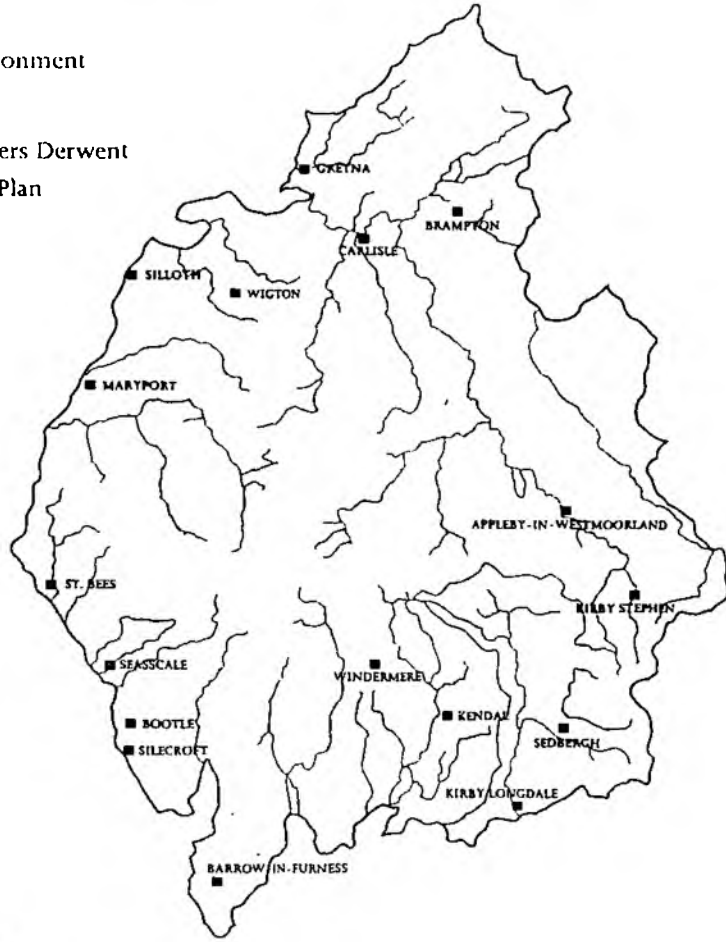 onment
ers Derwent
Plan
GRETNA
BRAMPTON
CARLISLE
SILLOTH
WIGTON
MARYPORT
APPLEBY-IN-WESTMOORLAND
ST. BEES
KIRBY STEPHEN
SEASSCALE
WINDERMERE
BOOTLE
KENDAL
SILECROFT
SEDBERGH
KIRBY LONGDALE
BARROW-IN-FURNESS